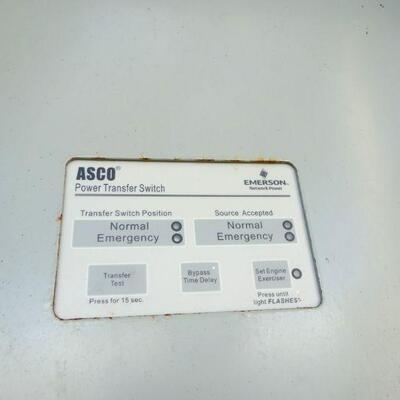 ASCO®
Power Transfer Switch
EMERSON
Network Power
Transfer Switch Position
Source Accepted
Normal
Emergency
Normal
Emergency
Transfer
Test
Bypass
Time Delay
Set Engine
Exerciser
Press for 15 sec.
Press until
light FLASHES